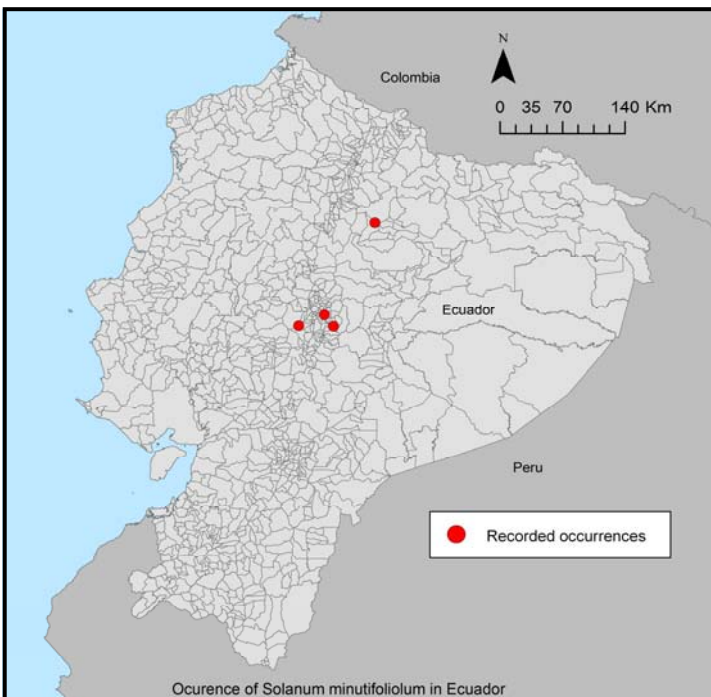 Colombia
N
0 35 70 140 Km
Ecuador
Peru
Recorded occurrences
Ocurence of Solanum minutifoliolum in Ecuador